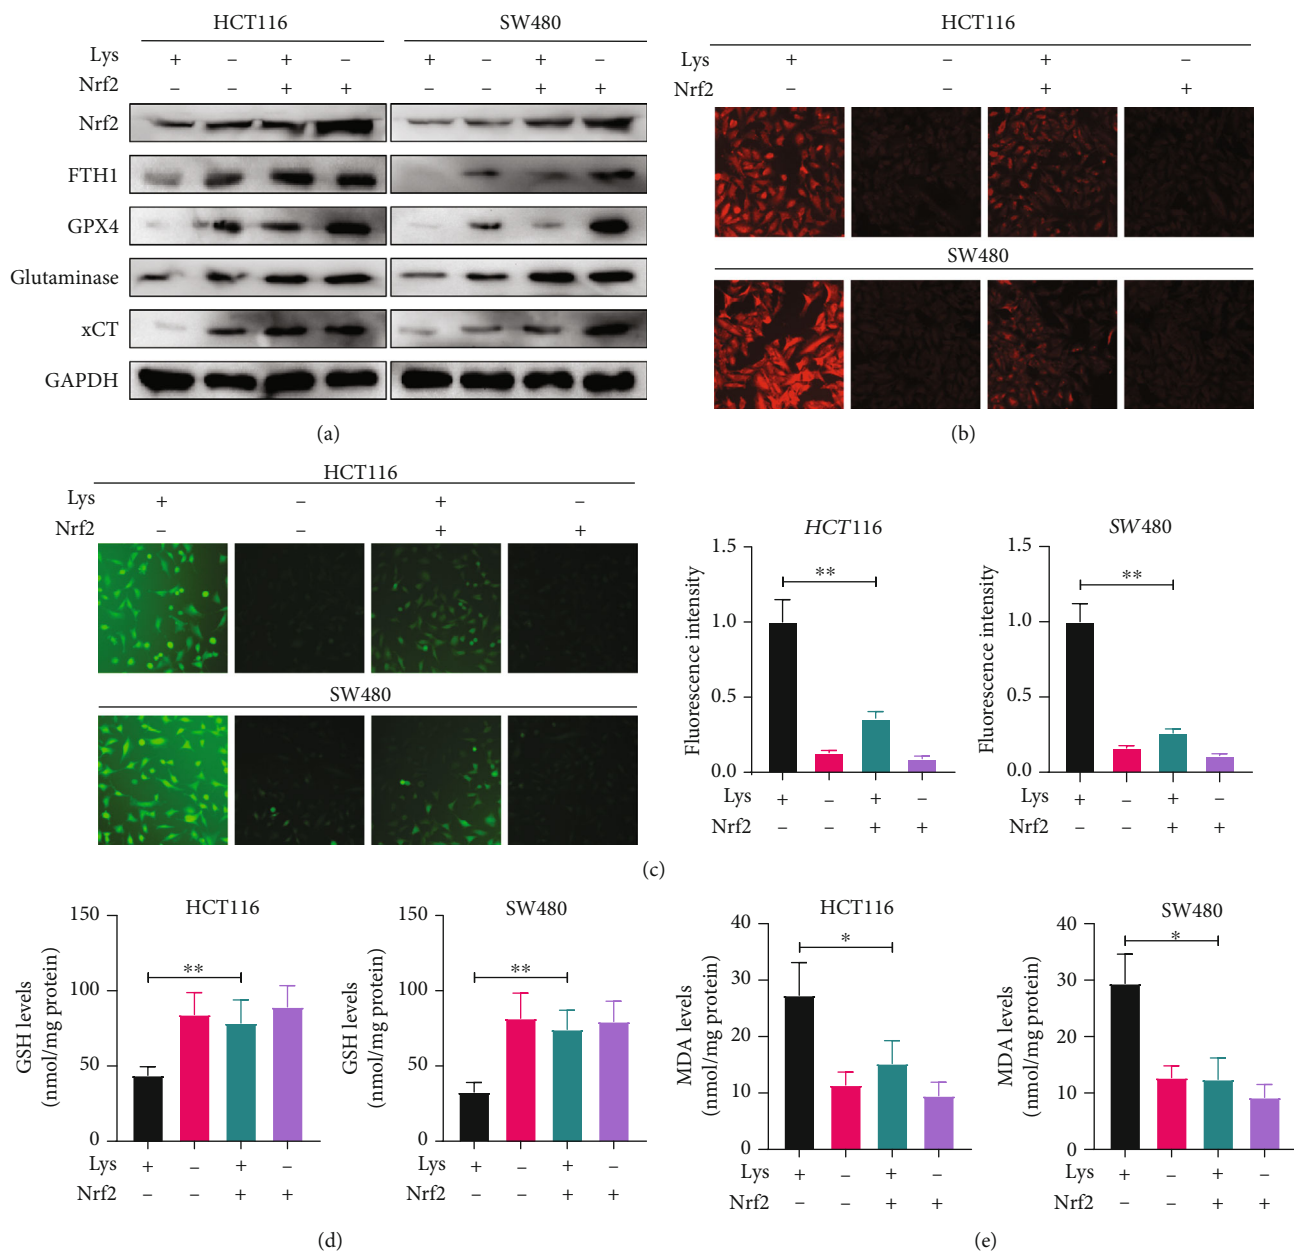 HCT116 SW480
Lys + – + – + – + –
Nrf2 – – + + – – + +
Nrf2
FTH1
GPX4
Glutaminase
xCT
GAPDH
(a)
HCT116
Lys + – + –
Nrf2 – – + +
SW480
(b)
HCT116
Lys + – + –
Nrf2 – – + +
SW480
HCT116
Fluorescence intensity
1.5
1.0
0.5
0.0
**
Lys + – + –
Nrf2 – – + +
SW480
Fluorescence intensity
1.5
1.0
0.5
0.0
**
Lys + – + –
Nrf2 – – + +
(c)
HCT116
GSH levels
(nmol/mg protein)
150
100
50
0
**
Lys + – + –
Nrf2 – – + +
SW480
GSH levels
(nmol/mg protein)
150
100
50
0
**
Lys + – + –
Nrf2 – – + +
(d)
HCT116
MDA levels
(nmol/mg protein)
40
30
20
10
0
*
Lys + – + –
Nrf2 – – + +
SW480
MDA levels
(nmol/mg protein)
40
30
20
10
0
*
Lys + – + –
Nrf2 – – + +
(e)